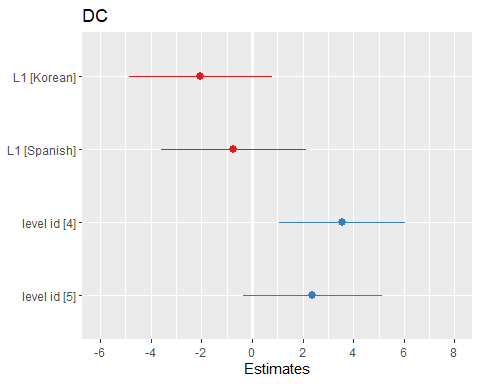 DC
L1 [Korean]
L1 [Spanish]
level id [4]
level id [5]
-6 -4 -2 0 2 4 6 8
Estimates